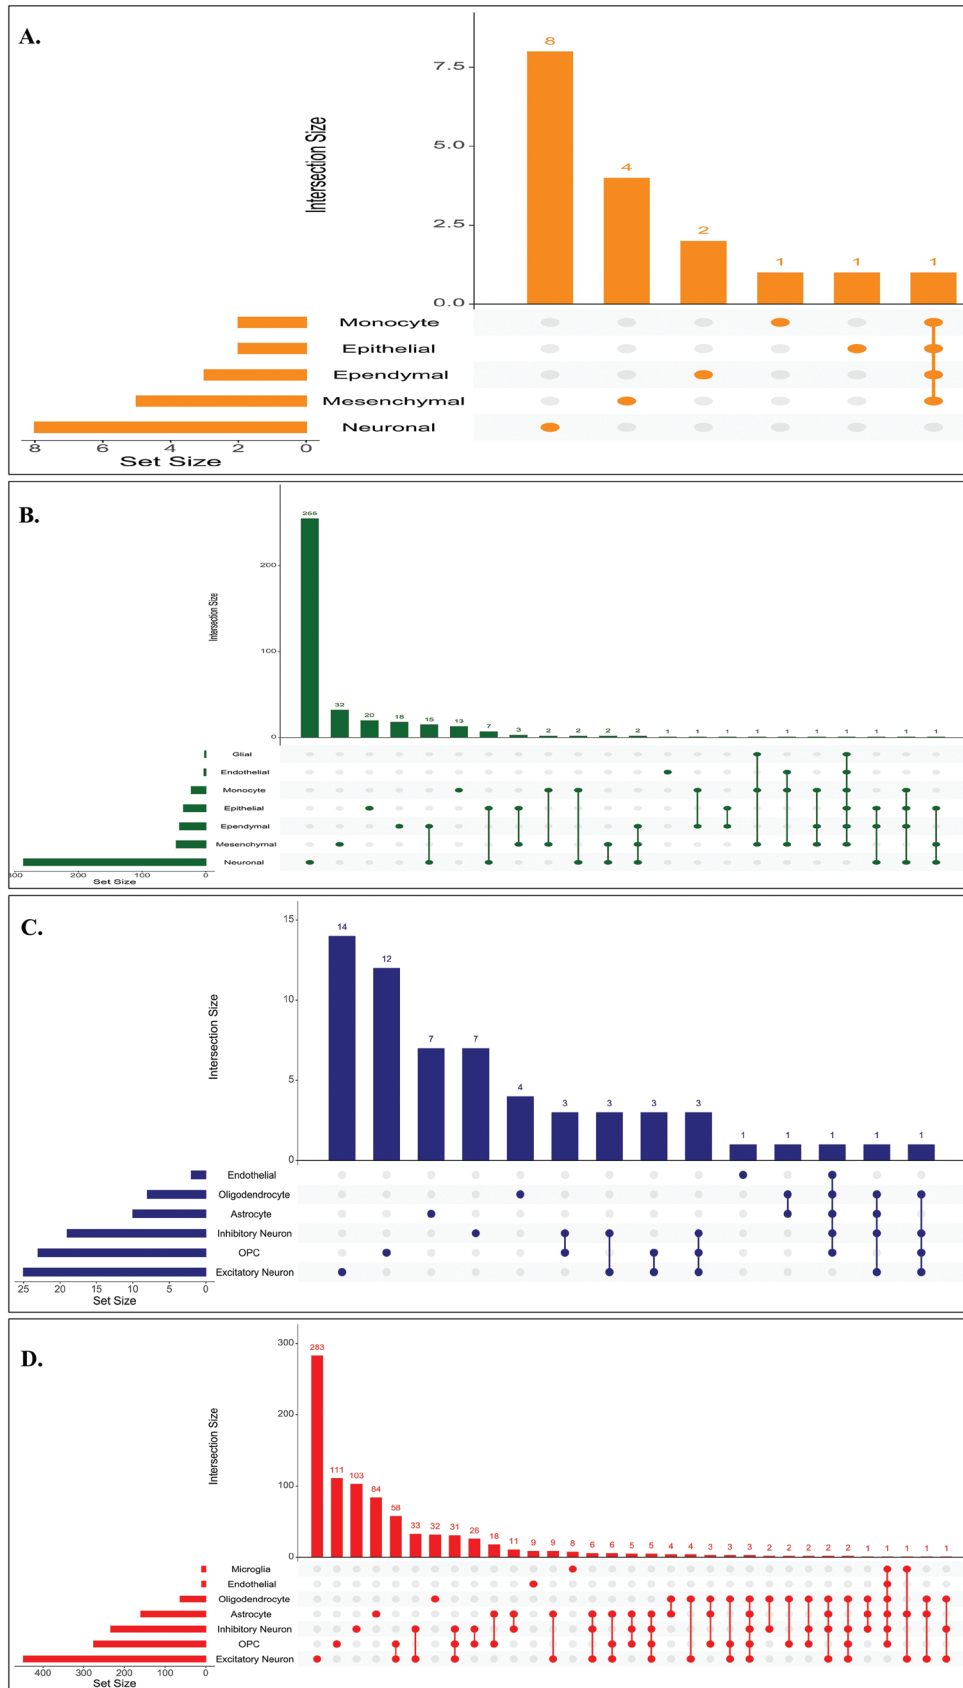 A.
8
7.5
4
5.0
Intersection Size
2
2.5
1 1 1
0.0
Monocyte
Epithelial
Ependymal
Mesenchymal
Neuronal
8 6 4 2 0
Set Size
B.
255
200
Intersection Size
100
32 20 18 15 13 7 3 2 2 2 2 1 1 1 1 1 1 1 1 1 1
0
Glial
Endothelial
Monocyte
Epithelial
Ependymal
Mesenchymal
Neuronal
300 200 100 0
Set Size
C.
15
14
12
10
Intersection Size
7 7
5
4
3 3 3 3
1 1 1 1 1
0
Endothelial
Oligodendrocyte
Astrocyte
Inhibitory Neuron
OPC
Excitatory Neuron
25 20 15 10 5 0
Set Size
D.
300
283
200
Intersection Size
111 103
100
84 58 33 32 31 26 18 11 9 9 8 6 6 5 5 4 4 3 3 3 2 2 2 2 2 1 1 1 1 1
0
Microglia
Endothelial
Oligodendrocyte
Astrocyte
Inhibitory Neuron
OPC
Excitatory Neuron
400 300 200 100 0
Set Size